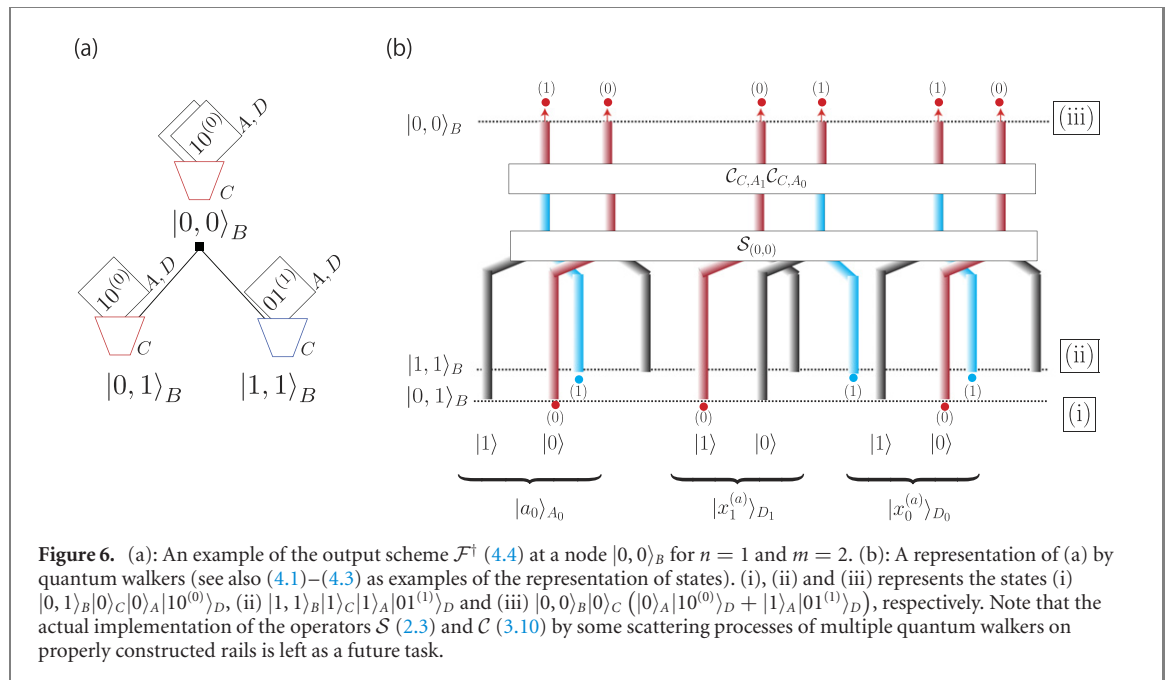 (a)
10^{(0)}
A, D
C
|0, 0⟩_B
10^{(0)}
A, D
C
01^{(1)}
A, D
C
|0, 1⟩_B
|1, 1⟩_B
(b)
(1) (0) (0) (1) (1) (0)
|0, 0⟩_B
(iii)
\mathcal{C}_{C,A_1}\mathcal{C}_{C,A_0}
\mathcal{S}_{(0,0)}
|1, 1⟩_B
(ii)
(1) (1) (1)
|0, 1⟩_B
(i)
(0) (0) (0)
|1⟩ |0⟩ |1⟩ |0⟩ |1⟩ |0⟩
|a_0⟩_{A_0} |x_1^{(a)}⟩_{D_1} |x_0^{(a)}⟩_{D_0}
Figure 6. (a): An example of the output scheme \mathcal{F}^† (4.4) at a node |0, 0⟩_B for n = 1 and m = 2. (b): A representation of (a) by
quantum walkers (see also (4.1)–(4.3) as examples of the representation of states). (i), (ii) and (iii) represents the states (i)
|0, 1⟩_B|0⟩_C|0⟩_A|10^{(0)}⟩_D, (ii) |1, 1⟩_B|1⟩_C|1⟩_A|01^{(1)}⟩_D and (iii) |0, 0⟩_B|0⟩_C (|0⟩_A|10^{(0)}⟩_D + |1⟩_A|01^{(1)}⟩_D), respectively. Note that the
actual implementation of the operators \mathcal{S} (2.3) and \mathcal{C} (3.10) by some scattering processes of multiple quantum walkers on
properly constructed rails is left as a future task.